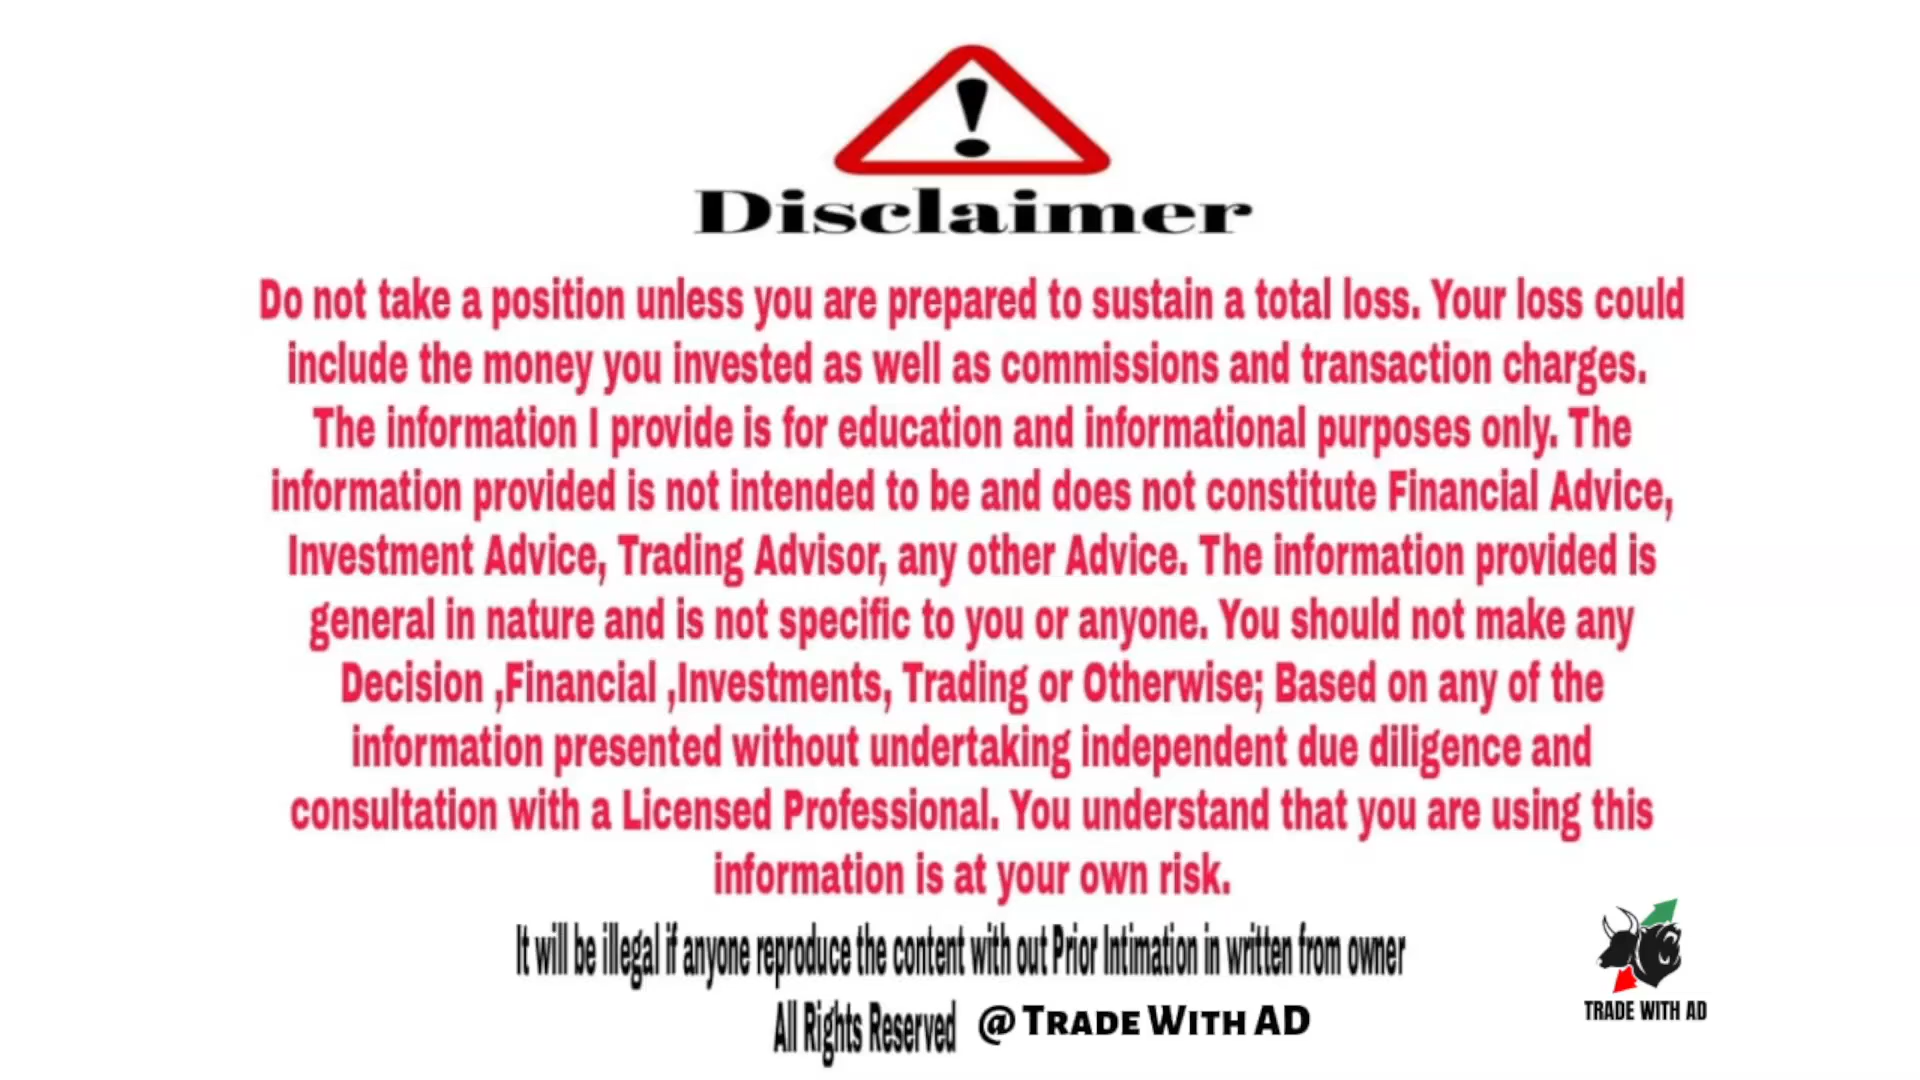 !
Disclaimer
Do not take a position unless you are prepared to sustain a total loss. Your loss could
include the money you invested as well as commissions and transaction charges.
The information I provide is for education and informational purposes only. The
information provided is not intended to be and does not constitute Financial Advice,
Investment Advice, Trading Advisor, any other Advice. The information provided is
general in nature and is not specific to you or anyone. You should not make any
Decision ,Financial ,Investments, Trading or Otherwise; Based on any of the
information presented without undertaking independent due diligence and
consultation with a Licensed Professional. You understand that you are using this
information is at your own risk.
It will be illegal if anyone reproduce the content with out Prior Intimation in written from owner
All Rights Reserved @ Trade With AD
TRADE WITH AD